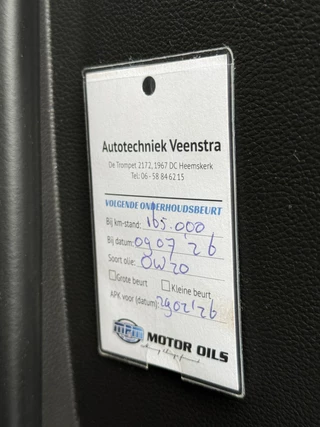 Autotechniek Veenstra
De Trompet 2172, 1967 DC Heemskerk
Tel: 06 - 58 84 62 15
VOLGENDE ONDERHOUDSBEURT
Bij km-stand: 165.000
Bij datum: 09 07 '26
Soort olie: 0W20
Grote beurt Kleine beurt
APK voor (datum): 29 02 '26
MPM MOTOR OILS